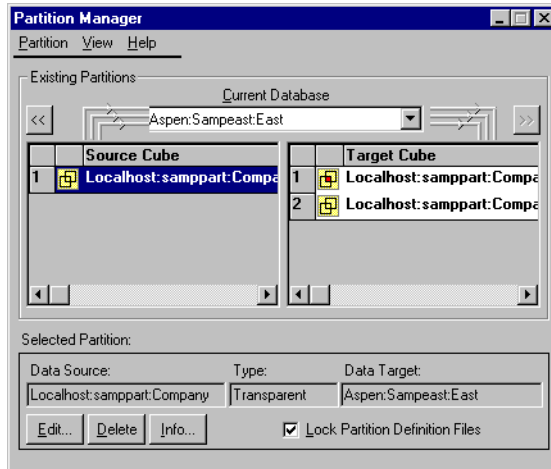 Partition Manager
Partition View Help
Existing Partitions
Current Database
<< Aspen:Sampeast:East >>
Source Cube
1 Localhost:samppart:Compa
Target Cube
1 Localhost:samppart:Compa
2 Localhost:samppart:Compa
Selected Partition:
Data Source: Type: Data Target:
Localhost:samppart:Company Transparent Aspen:Sampeast:East
Edit... Delete Info... Lock Partition Definition Files